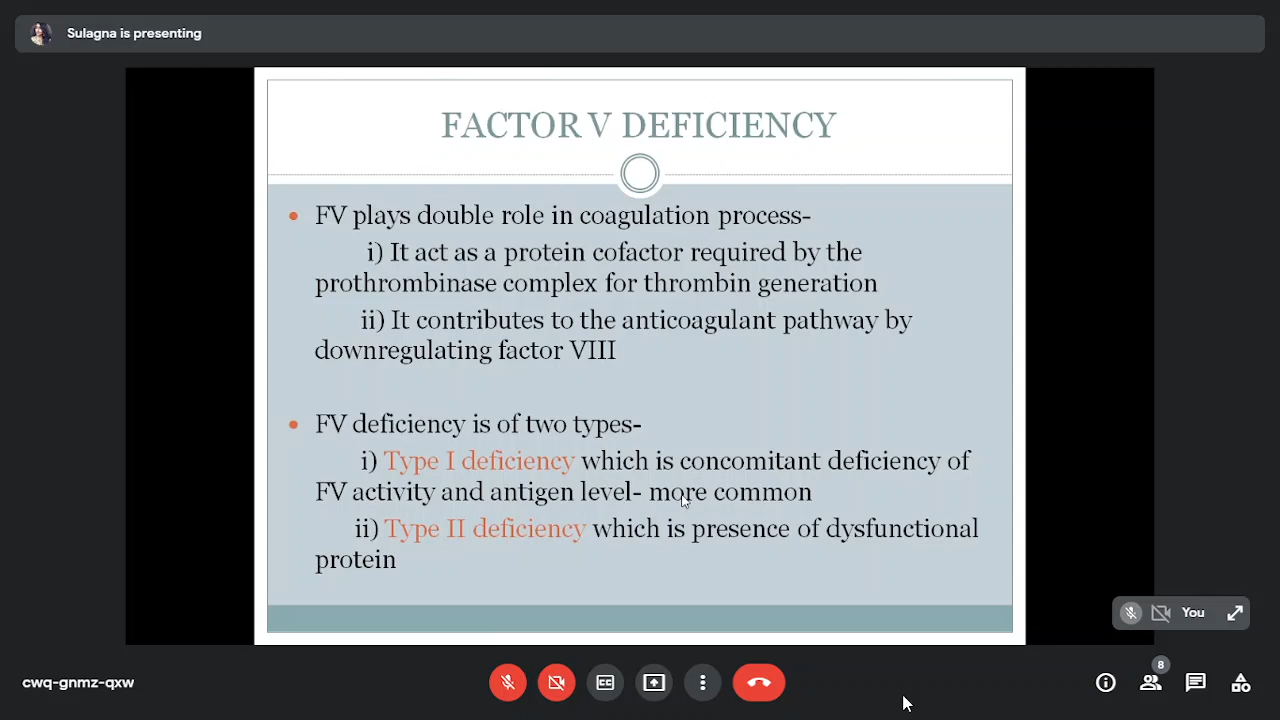 Sulagna is presenting
FACTOR V DEFICIENCY
• FV plays double role in coagulation process-
i) It act as a protein cofactor required by the
prothrombinase complex for thrombin generation
ii) It contributes to the anticoagulant pathway by
downregulating factor VIII
• FV deficiency is of two types-
i) Type I deficiency which is concomitant deficiency of
FV activity and antigen level- more common
ii) Type II deficiency which is presence of dysfunctional
protein
You
cwq-gnmz-qxw
CC
8